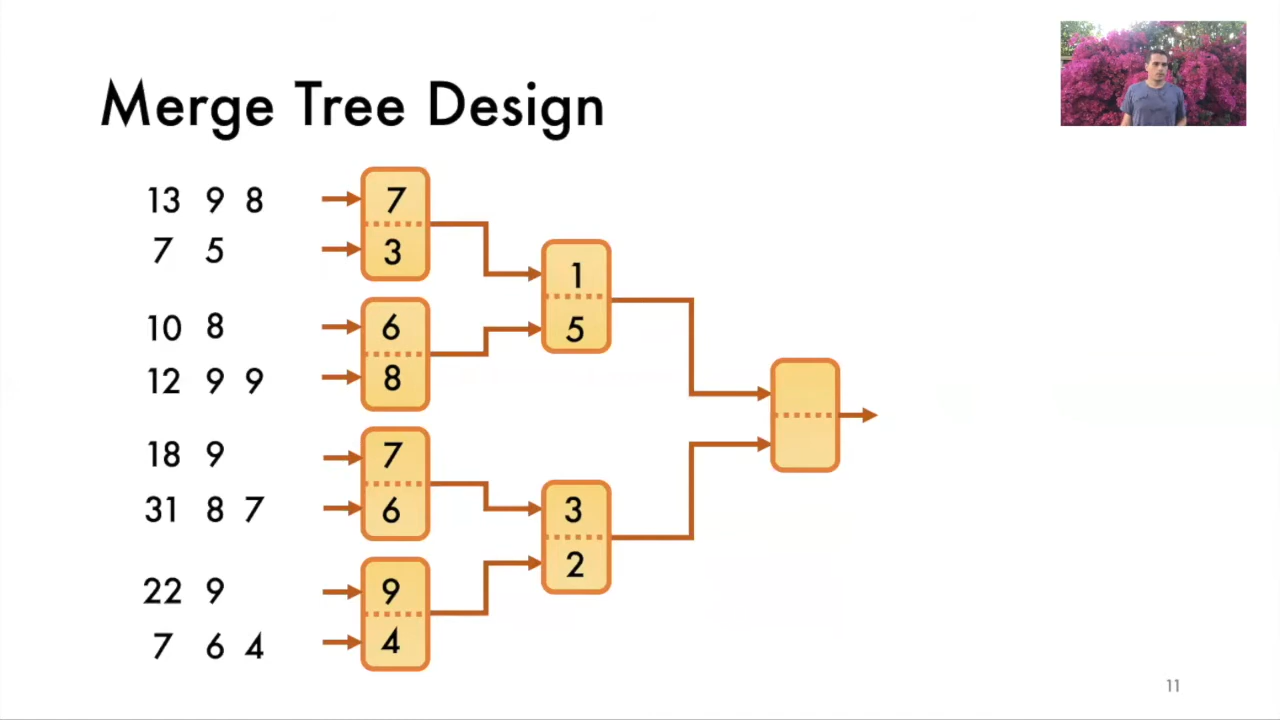 Merge Tree Design
13 9 8 7
7 5 3
1
10 8 6
5
12 9 9 8
18 9 7
3
31 8 7 6
2
22 9 9
7 6 4 4
11